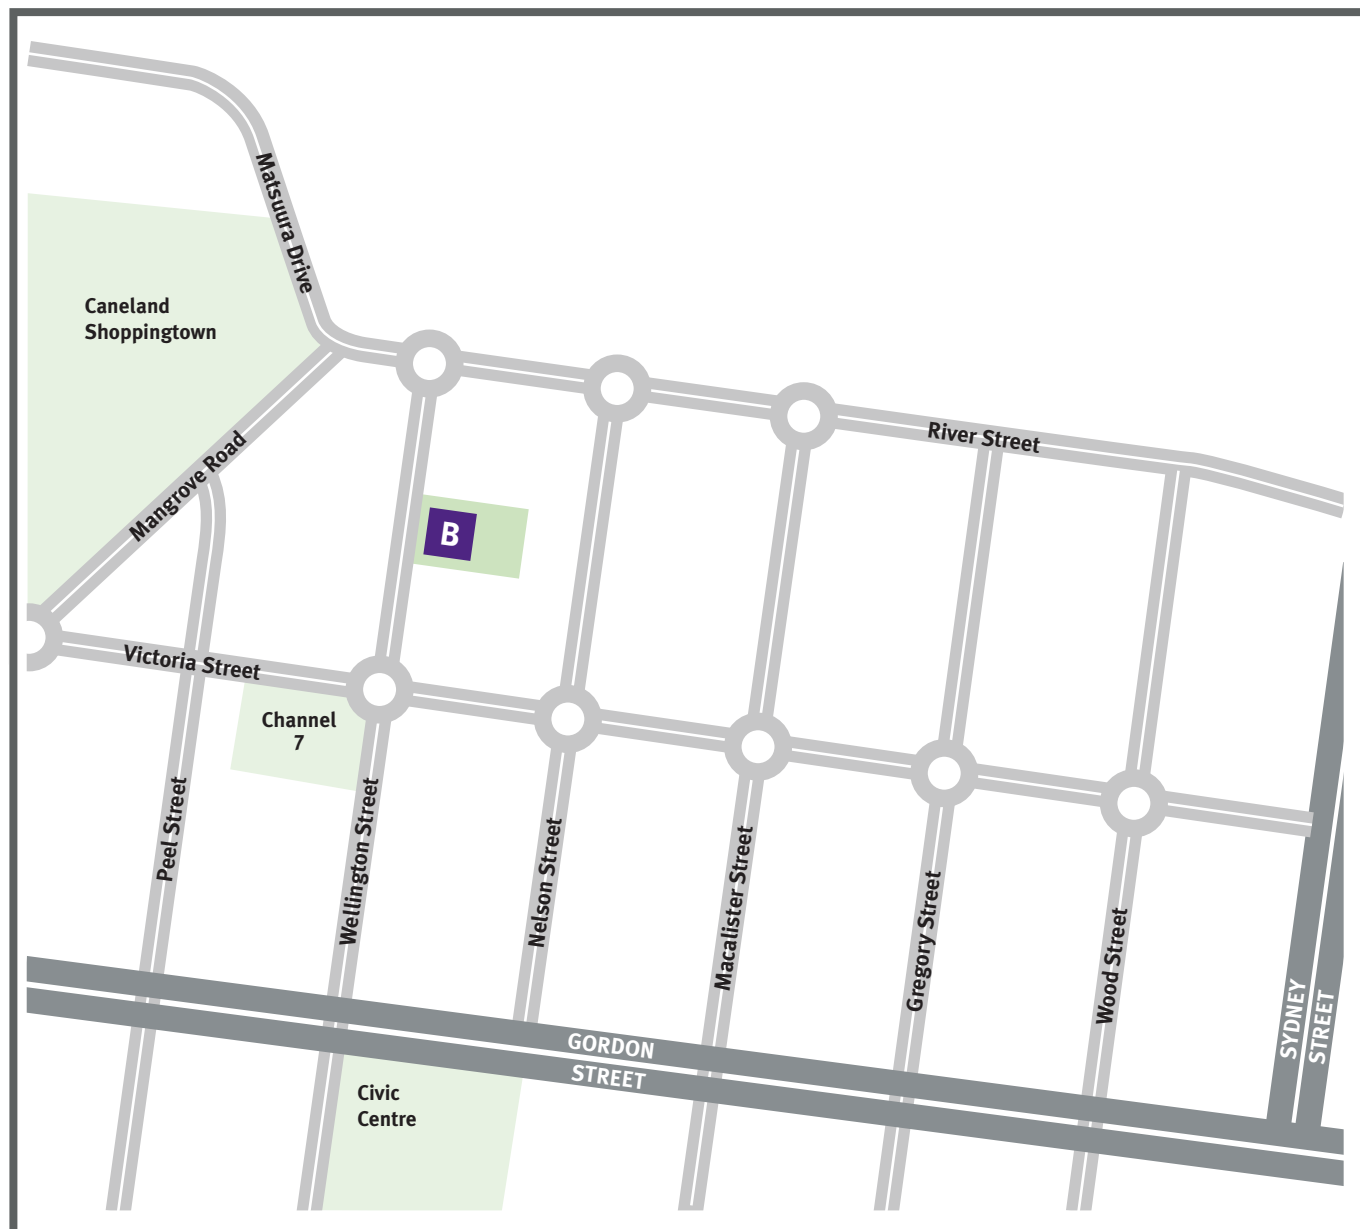 Matsuura Drive
Caneland
Shoppingtown
River Street
Mangrove Road
B
Victoria Street
Channel
7
Peel Street
Wellington Street
Nelson Street
Macalister Street
Gregory Street
Wood Street
SYDNEY
STREET
GORDON
STREET
Civic
Centre